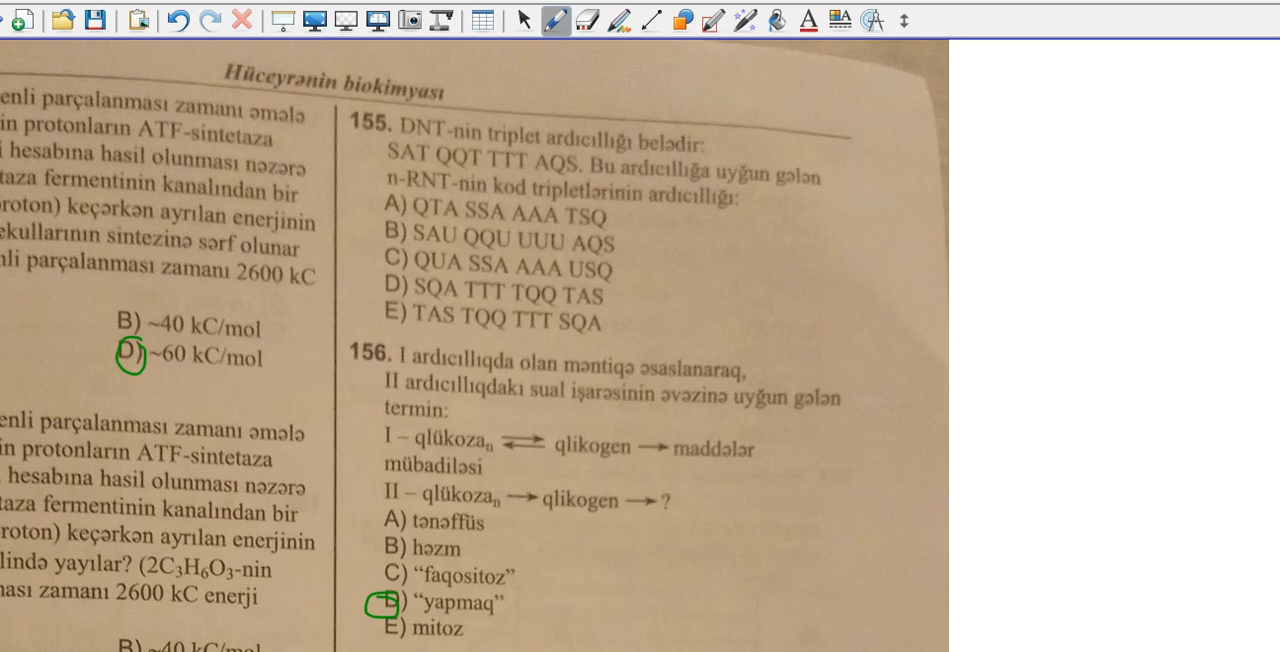 Hüceyrənin biokimyası
enli parçalanması zamanı əmələ
in protonların ATF-sintetaza
i hesabına hasil olunması nəzərə
taza fermentinin kanalından bir
roton) keçərkən ayrılan enerjinin
ekullarının sintezinə sərf olunar
nli parçalanması zamanı 2600 kC
B) ~40 kC/mol
D) ~60 kC/mol
enli parçalanması zamanı əmələ
in protonların ATF-sintetaza
hesabına hasil olunması nəzərə
taza fermentinin kanalından bir
roton) keçərkən ayrılan enerjinin
lində yayılar? (2C₃H₆O₃-nin
nası zamanı 2600 kC enerji
B) ~40 kC/mol
155. DNT-nin triplet ardıcıllığı belədir:
SAT QQT TTT AQS. Bu ardıcıllığa uyğun gələn
n-RNT-nin kod tripletlərinin ardıcıllığı:
A) QTA SSA AAA TSQ
B) SAU QQU UUU AQS
C) QUA SSA AAA USQ
D) SQA TTT TQQ TAS
E) TAS TQQ TTT SQA
156. I ardıcıllıqda olan məntiqə əsaslanaraq,
II ardıcıllıqdakı sual işarəsinin əvəzinə uyğun gələn
termin:
I – qlükozaₙ ⇄ qlikogen → maddələr
mübadiləsi
II – qlükozaₙ → qlikogen → ?
A) tənəffüs
B) həzm
C) “faqositoz”
D) “yapmaq”
E) mitoz